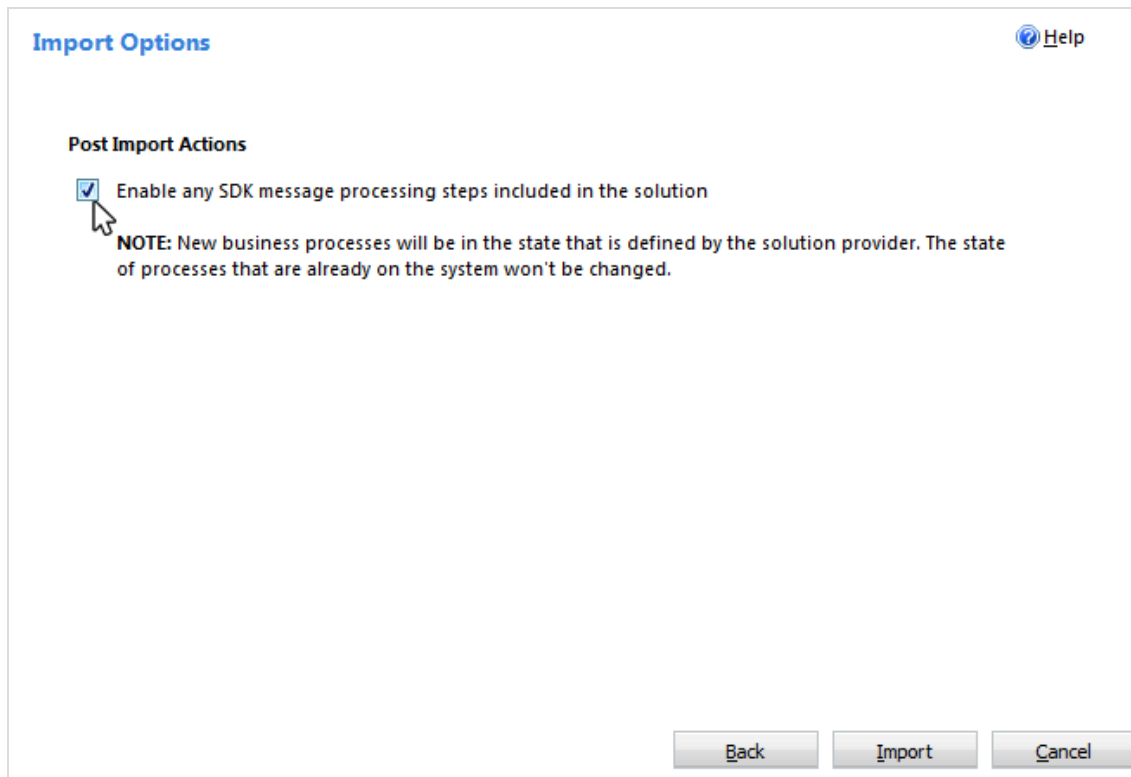 Import Options
Help
Post Import Actions
Enable any SDK message processing steps included in the solution
NOTE: New business processes will be in the state that is defined by the solution provider. The state
of processes that are already on the system won't be changed.
Back
Import
Cancel